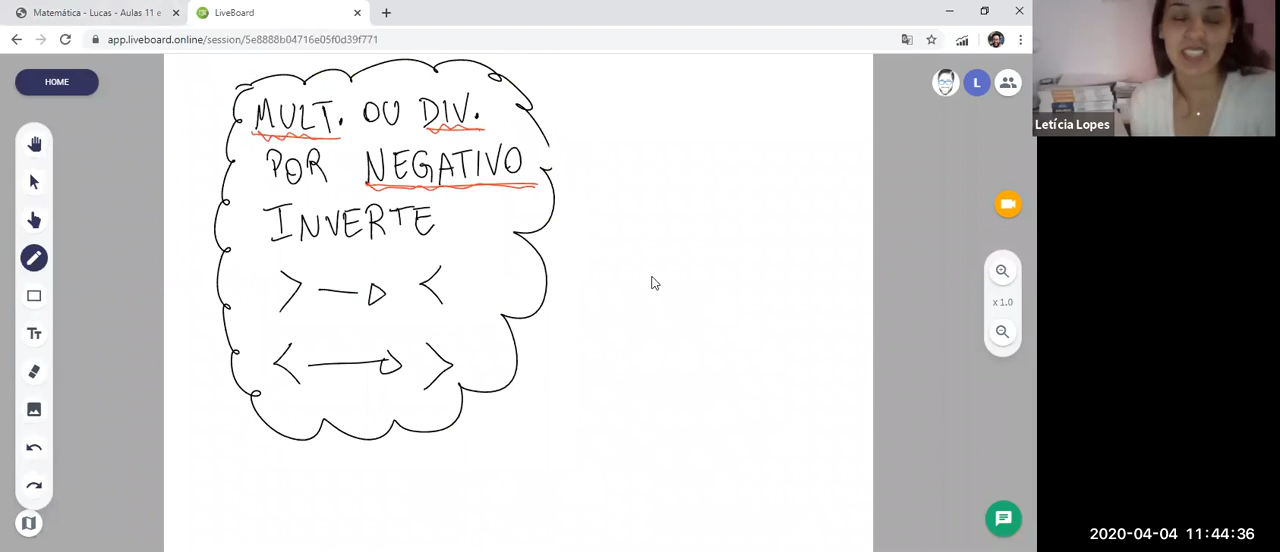 Matemática - Lucas - Aulas 11 e
LiveBoard
app.liveboard.online/session/5e8888b04716e05f0d39f771
HOME
L
Letícia Lopes
MULT. OU DIV.
POR NEGATIVO
INVERTE
> <
< >
Tт
x 1.0
2020-04-04 11:44:36